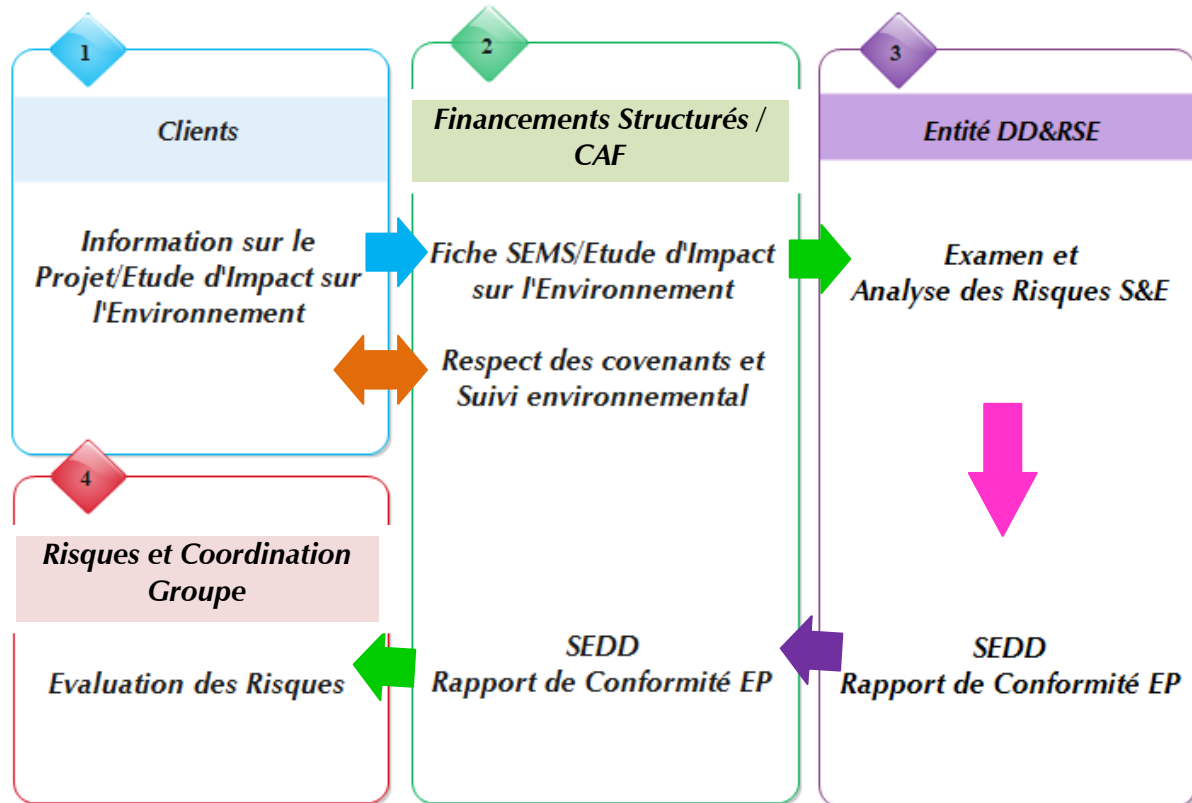 1
Clients
Information sur le
Projet/Etude d'Impact sur
l'Environnement
2
Financements Structurés /
CAF
Fiche SEMS/Etude d'Impact
sur l'Environnement
Respect des covenants et
Suivi environnemental
SEDD
Rapport de Conformité EP
3
Entité DD&RSE
Examen et
Analyse des Risques S&E
SEDD
Rapport de Conformité EP
4
Risques et Coordination
Groupe
Evaluation des Risques